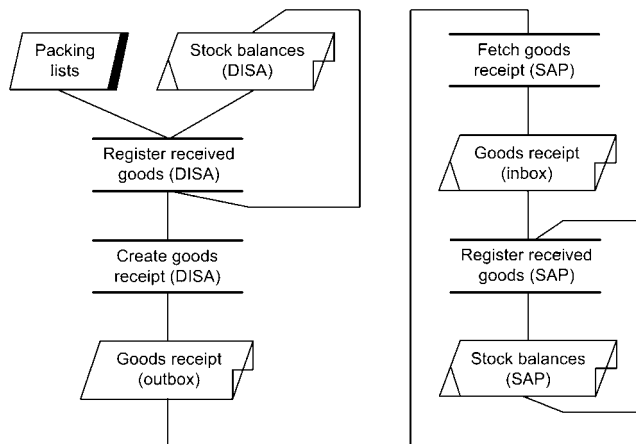 Packing
lists
Stock balances
(DISA)
Register received
goods (DISA)
Create goods
receipt (DISA)
Goods receipt
(outbox)
Fetch goods
receipt (SAP)
Goods receipt
(inbox)
Register received
goods (SAP)
Stock balances
(SAP)